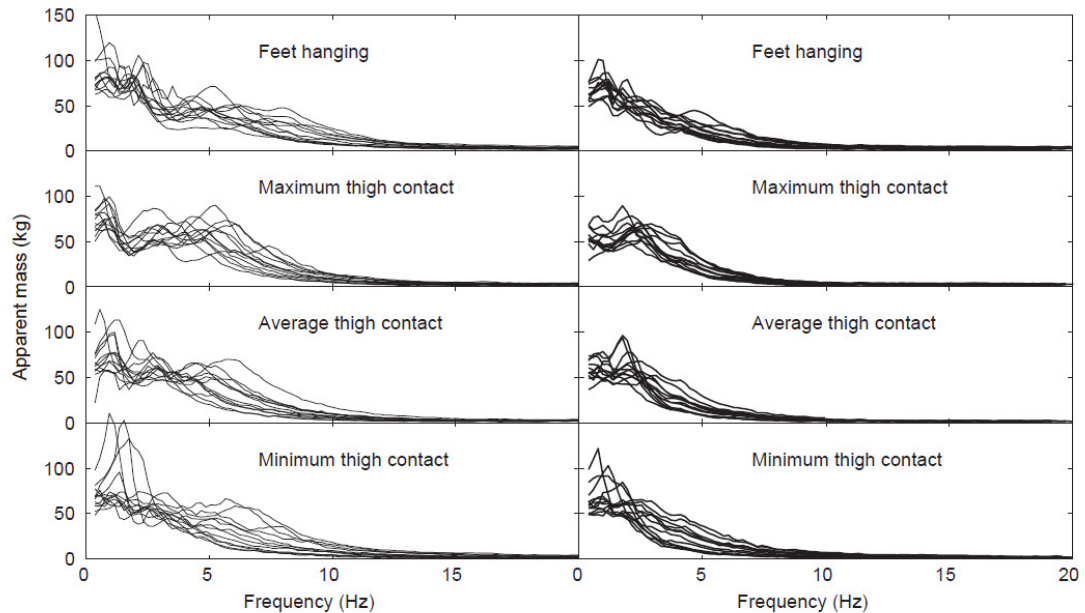 150
Feet hanging
Feet hanging
100
50
0
Maximum thigh contact
Maximum thigh contact
100
50
0
Average thigh contact
Average thigh contact
100
50
0
Minimum thigh contact
Minimum thigh contact
100
50
0
Apparent mass (kg)
0 5 10 15 0 5 10 15 20
Frequency (Hz) Frequency (Hz)